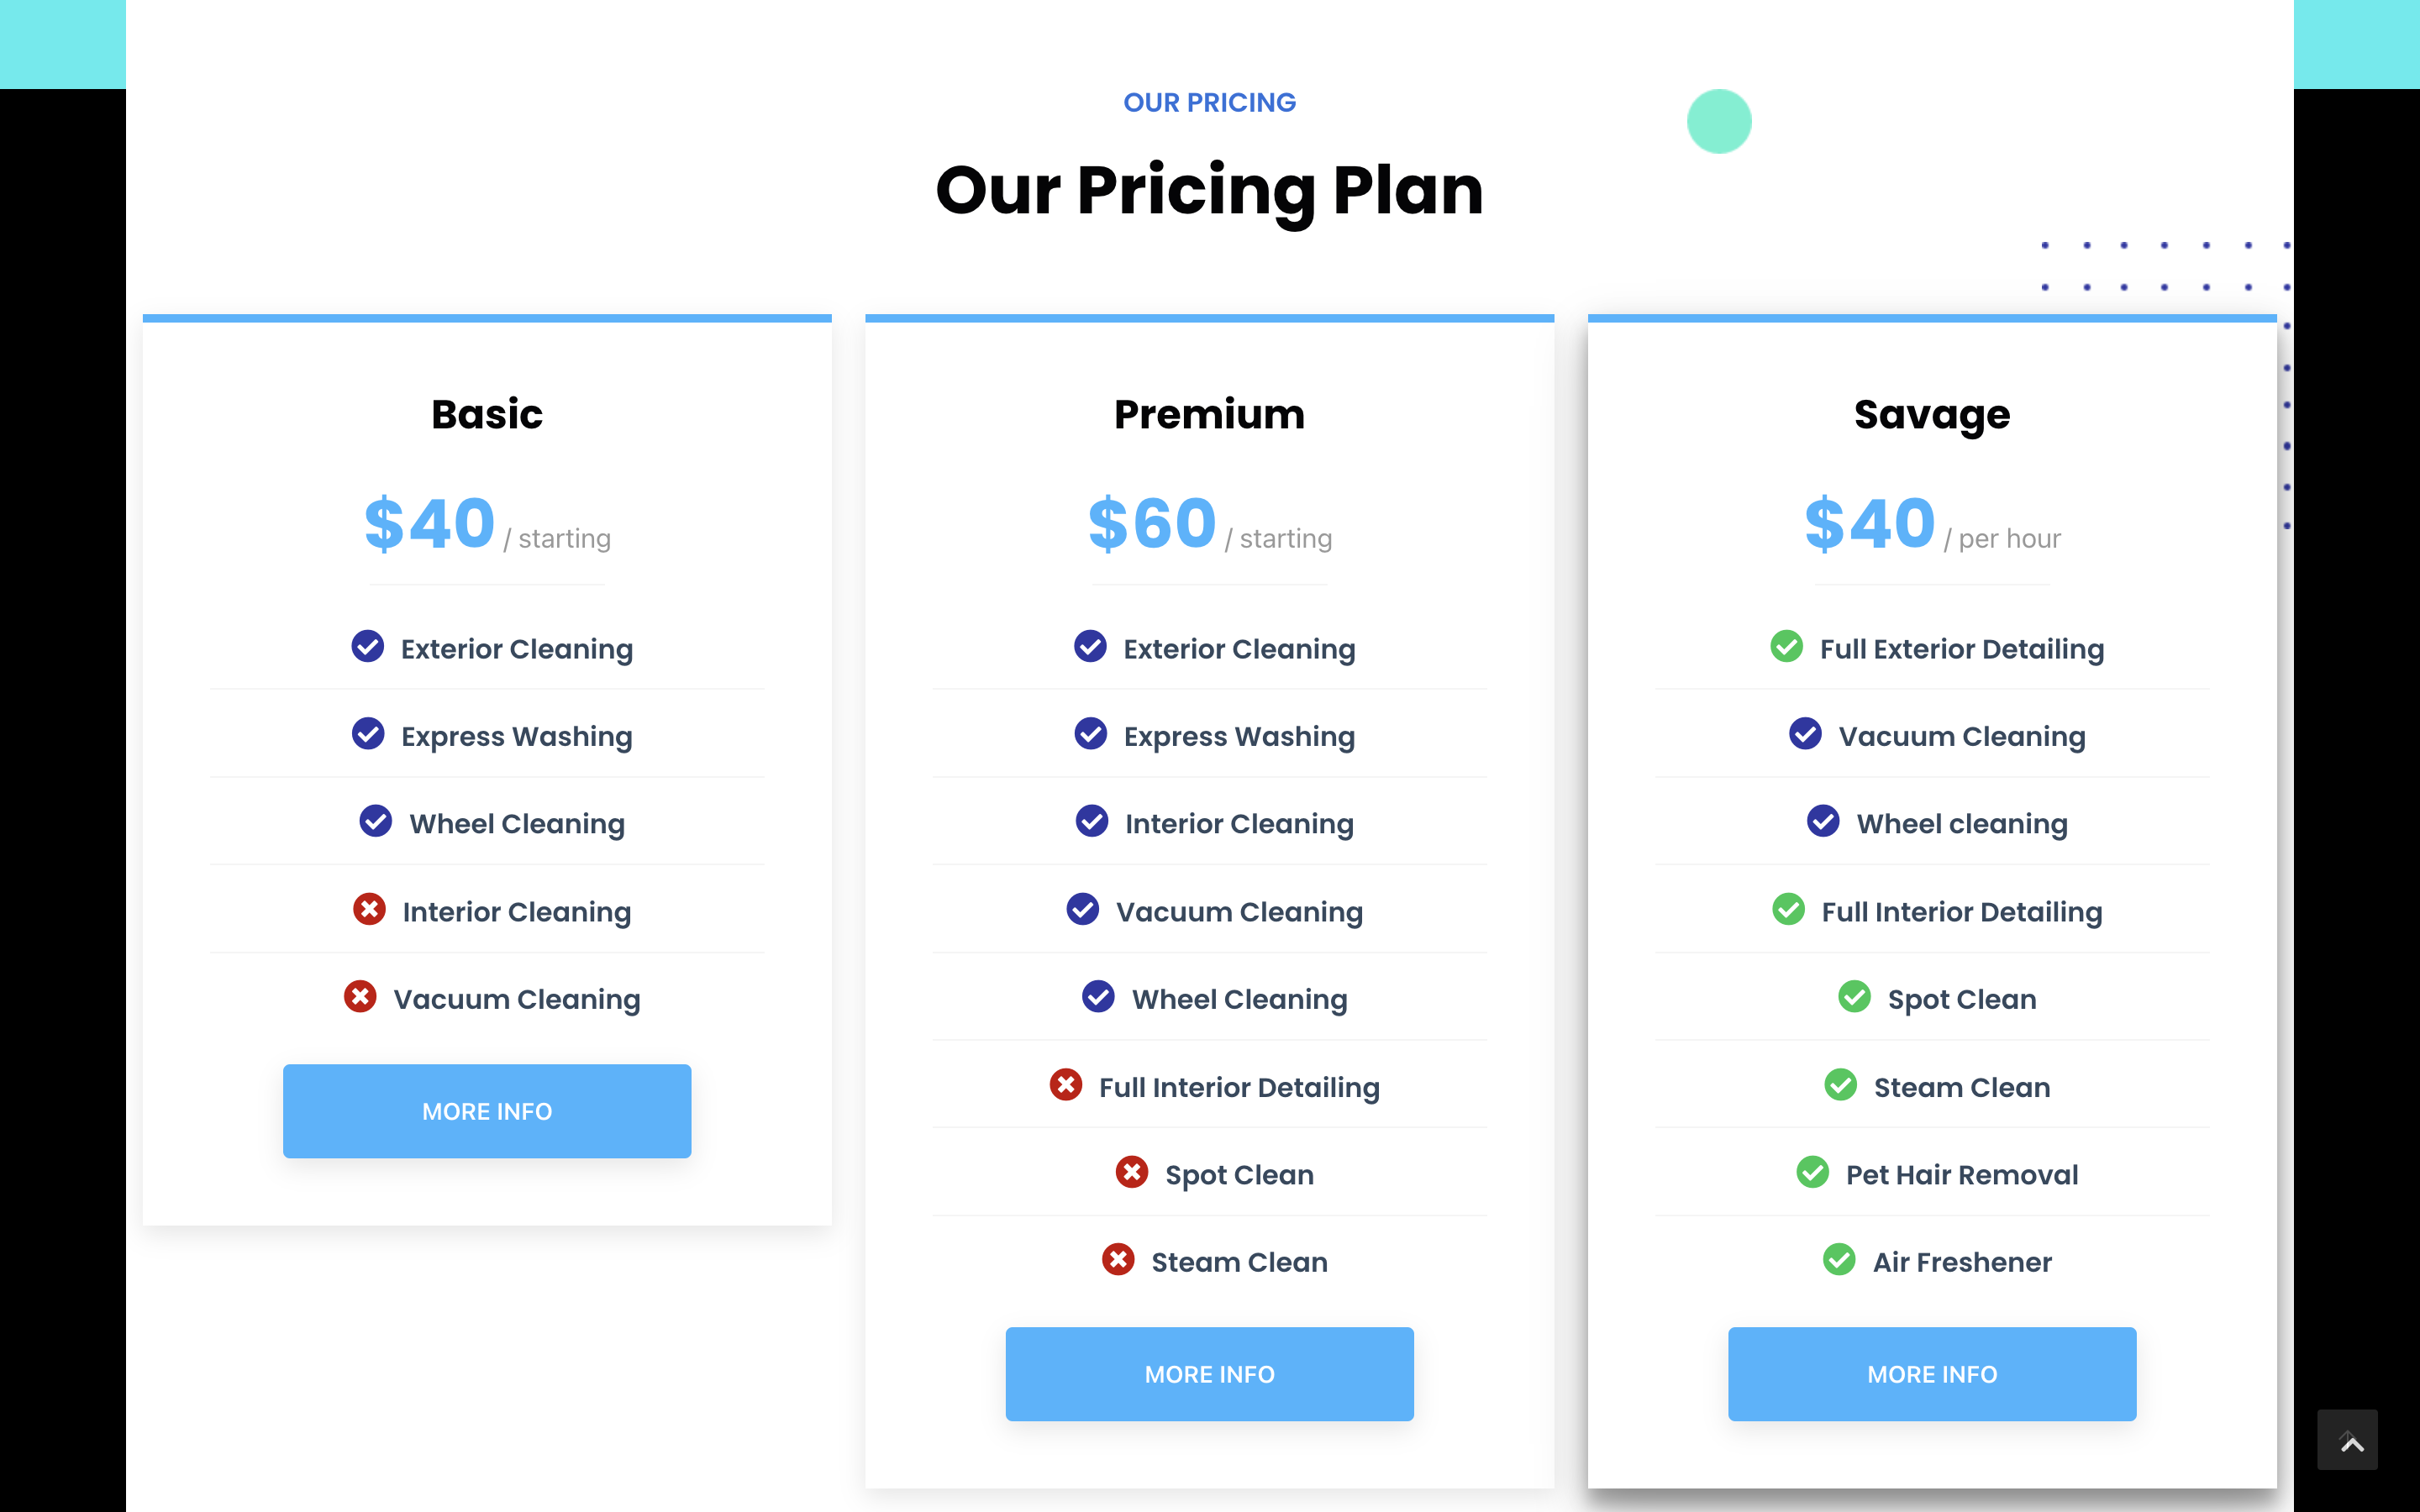 OUR PRICING
Our Pricing Plan
Basic
$40 / starting
Exterior Cleaning
Express Washing
Wheel Cleaning
Interior Cleaning
Vacuum Cleaning
MORE INFO
Premium
$60 / starting
Exterior Cleaning
Express Washing
Interior Cleaning
Vacuum Cleaning
Wheel Cleaning
Full Interior Detailing
Spot Clean
Steam Clean
MORE INFO
Savage
$40 / per hour
Full Exterior Detailing
Vacuum Cleaning
Wheel cleaning
Full Interior Detailing
Spot Clean
Steam Clean
Pet Hair Removal
Air Freshener
MORE INFO